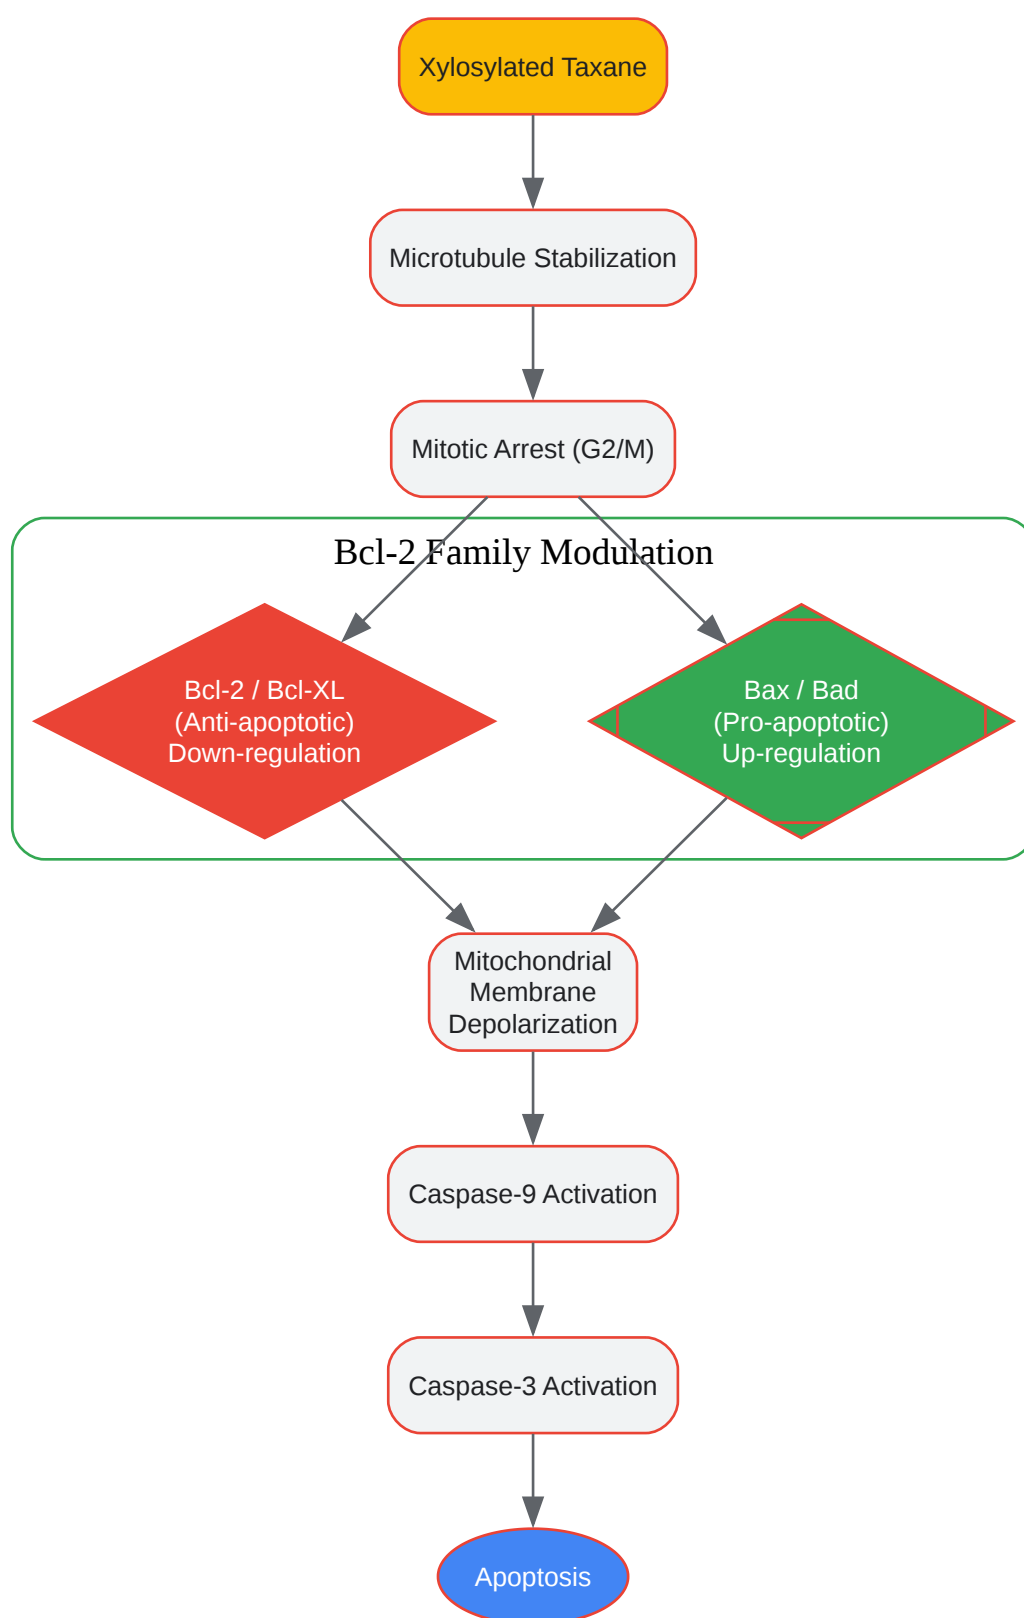 Xylosylated Taxane
Microtubule Stabilization
Mitotic Arrest (G2/M)
Bcl-2 Family Modulation
Bcl-2 / Bcl-XL
(Anti-apoptotic)
Down-regulation
Bax / Bad
(Pro-apoptotic)
Up-regulation
Mitochondrial
Membrane
Depolarization
Caspase-9 Activation
Caspase-3 Activation
Apoptosis